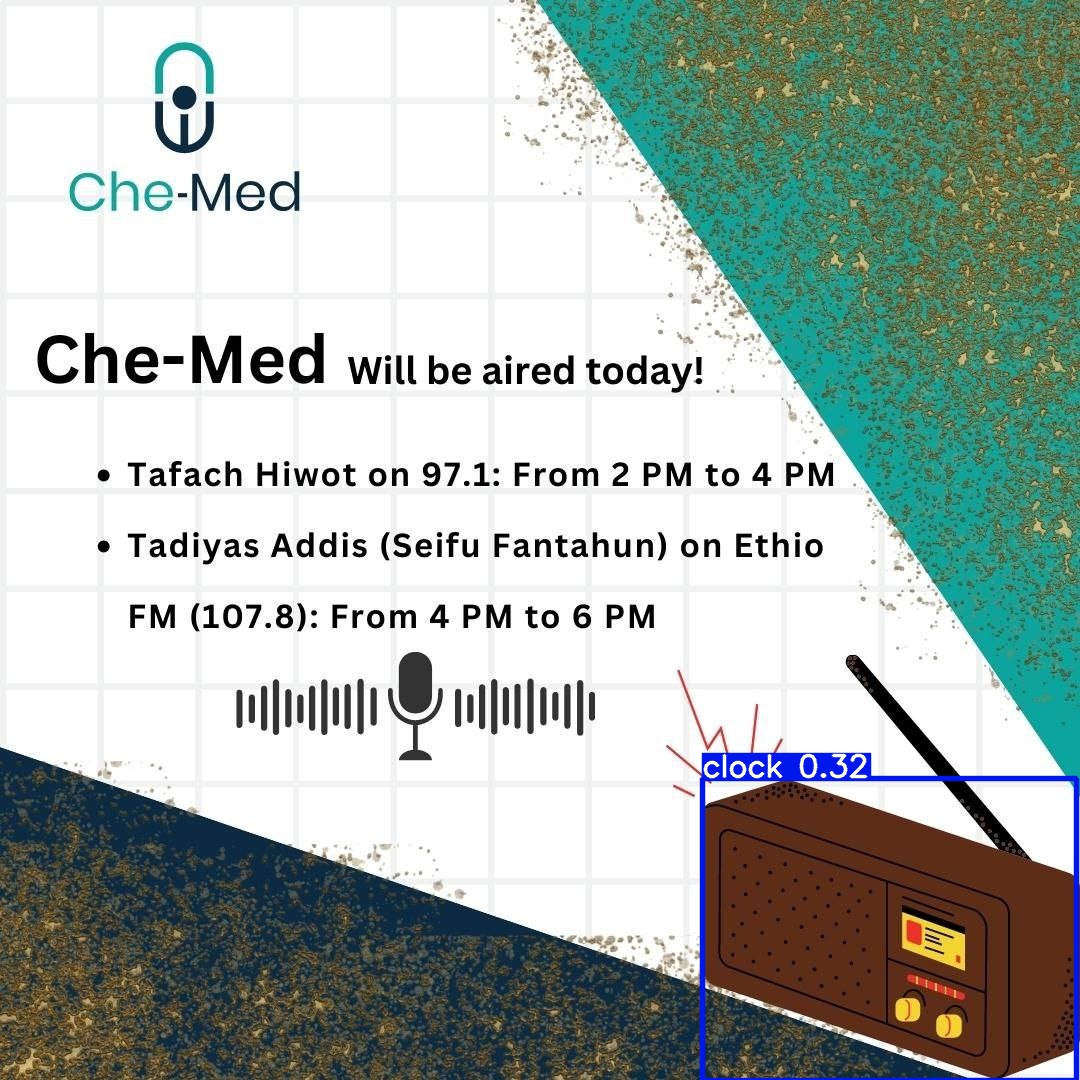 Che-Med
Che-Med Will be aired today!
• Tafach Hiwot on 97.1: From 2 PM to 4 PM
• Tadiyas Addis (Seifu Fantahun) on Ethio
FM (107.8): From 4 PM to 6 PM
clock 0.32